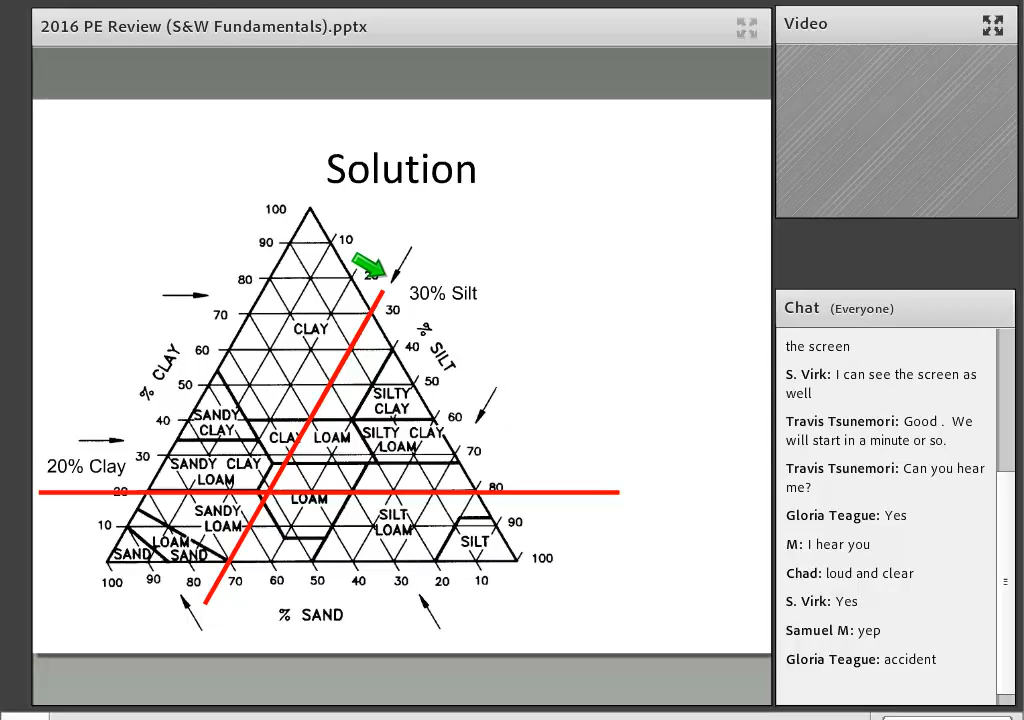 2016 PE Review (S&W Fundamentals).pptx
Solution
100
90
80
70
60
50
40
30
20
10
% CLAY
10
20
30
40
50
60
70
80
90
100
% SILT
30% Silt
20% Clay
CLAY
SILTY
CLAY
SANDY
CLAY
CLAY LOAM
SILTY CLAY
LOAM
SANDY CLAY
LOAM
LOAM
SANDY
LOAM
SILT
LOAM
SILT
LOAM
SAND
SAND
100 90 80 70 60 50 40 30 20 10
% SAND
Video
Chat (Everyone)
the screen
S. Virk: I can see the screen as
well
Travis Tsunemori: Good . We
will start in a minute or so.
Travis Tsunemori: Can you hear
me?
Gloria Teague: Yes
M: I hear you
Chad: loud and clear
S. Virk: Yes
Samuel M: yep
Gloria Teague: accident